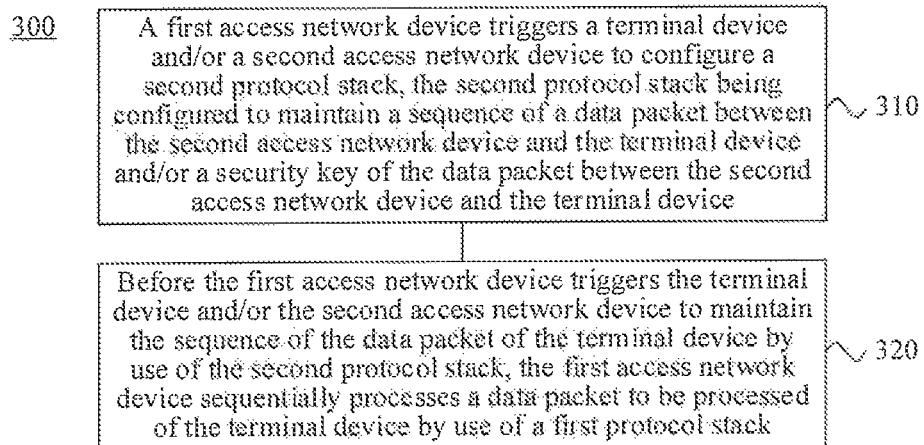 300
A first access network device triggers a terminal device
and/or a second access network device to configure a
second protocol stack, the second protocol stack being
configured to maintain a sequence of a data packet between
the second access network device and the terminal device
and/or a security key of the data packet between the second
access network device and the terminal device
310
Before the first access network device triggers the terminal
device and/or the second access network device to maintain
the sequence of the data packet of the terminal device by
use of the second protocol stack, the first access network
device sequentially processes a data packet to be processed
of the terminal device by use of a first protocol stack
320